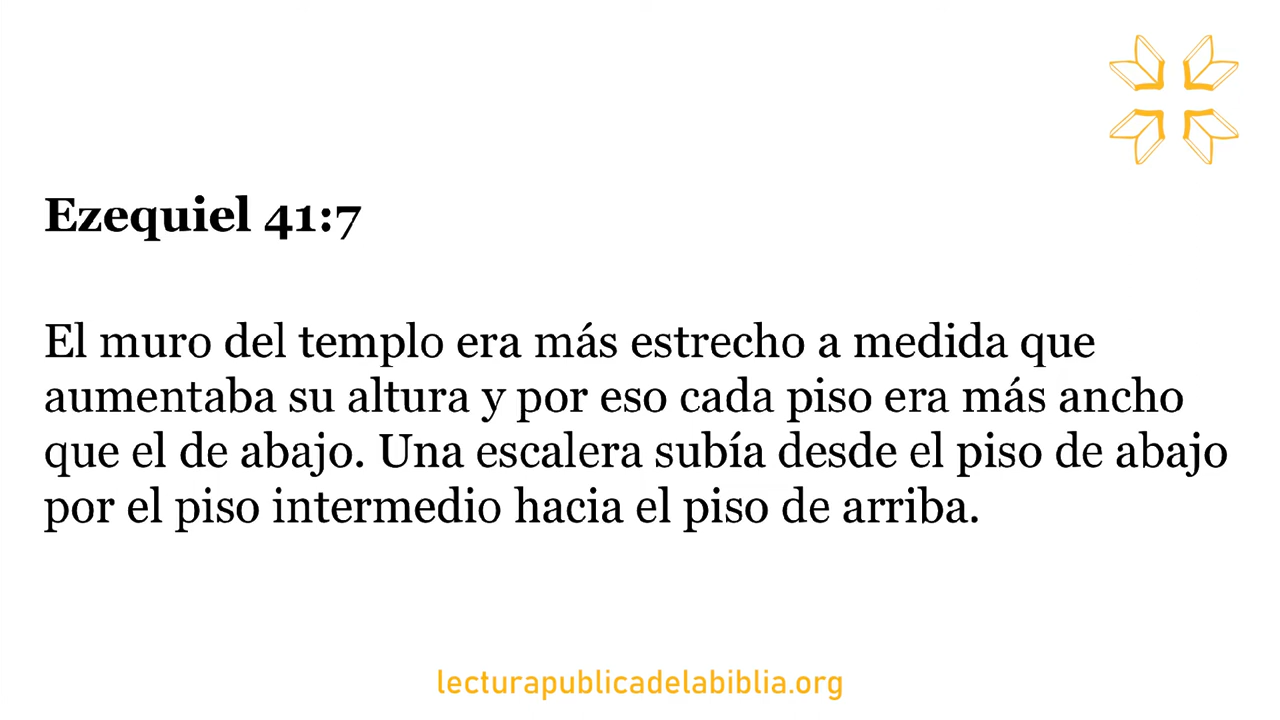 Ezequiel 41:7
El muro del templo era más estrecho a medida que
aumentaba su altura y por eso cada piso era más ancho
que el de abajo. Una escalera subía desde el piso de abajo
por el piso intermedio hacia el piso de arriba.
lecturapublicadelabiblia.org